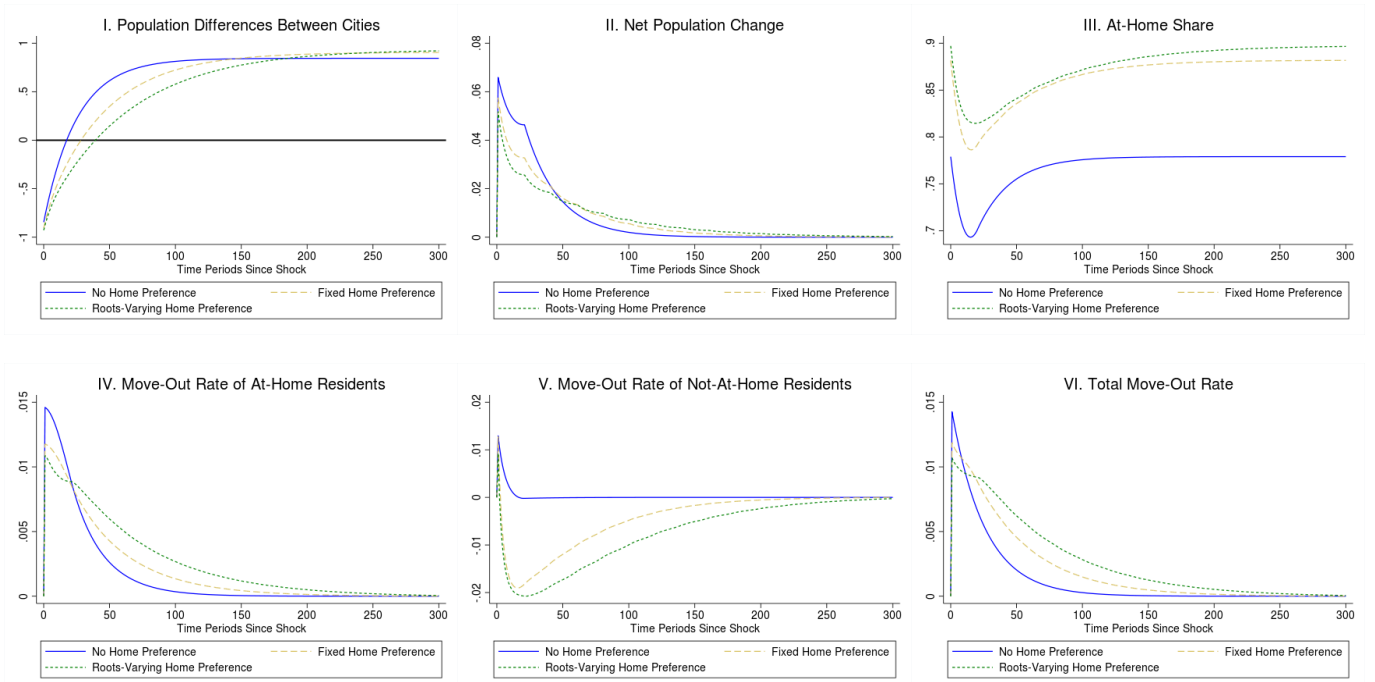 I. Population Differences Between Cities
1
.5
0
-.5
-1
0 50 100 150 200 250 300
Time Periods Since Shock
No Home Preference Fixed Home Preference
Roots-Varying Home Preference
II. Net Population Change
.08
.06
.04
.02
0
0 50 100 150 200 250 300
Time Periods Since Shock
No Home Preference Fixed Home Preference
Roots-Varying Home Preference
III. At-Home Share
.9
.85
.8
.75
.7
0 50 100 150 200 250 300
Time Periods Since Shock
No Home Preference Fixed Home Preference
Roots-Varying Home Preference
IV. Move-Out Rate of At-Home Residents
.015
.01
.005
0
0 50 100 150 200 250 300
Time Periods Since Shock
No Home Preference Fixed Home Preference
Roots-Varying Home Preference
V. Move-Out Rate of Not-At-Home Residents
.02
.01
0
-.01
-.02
0 50 100 150 200 250 300
Time Periods Since Shock
No Home Preference Fixed Home Preference
Roots-Varying Home Preference
VI. Total Move-Out Rate
.015
.01
.005
0
0 50 100 150 200 250 300
Time Periods Since Shock
No Home Preference Fixed Home Preference
Roots-Varying Home Preference